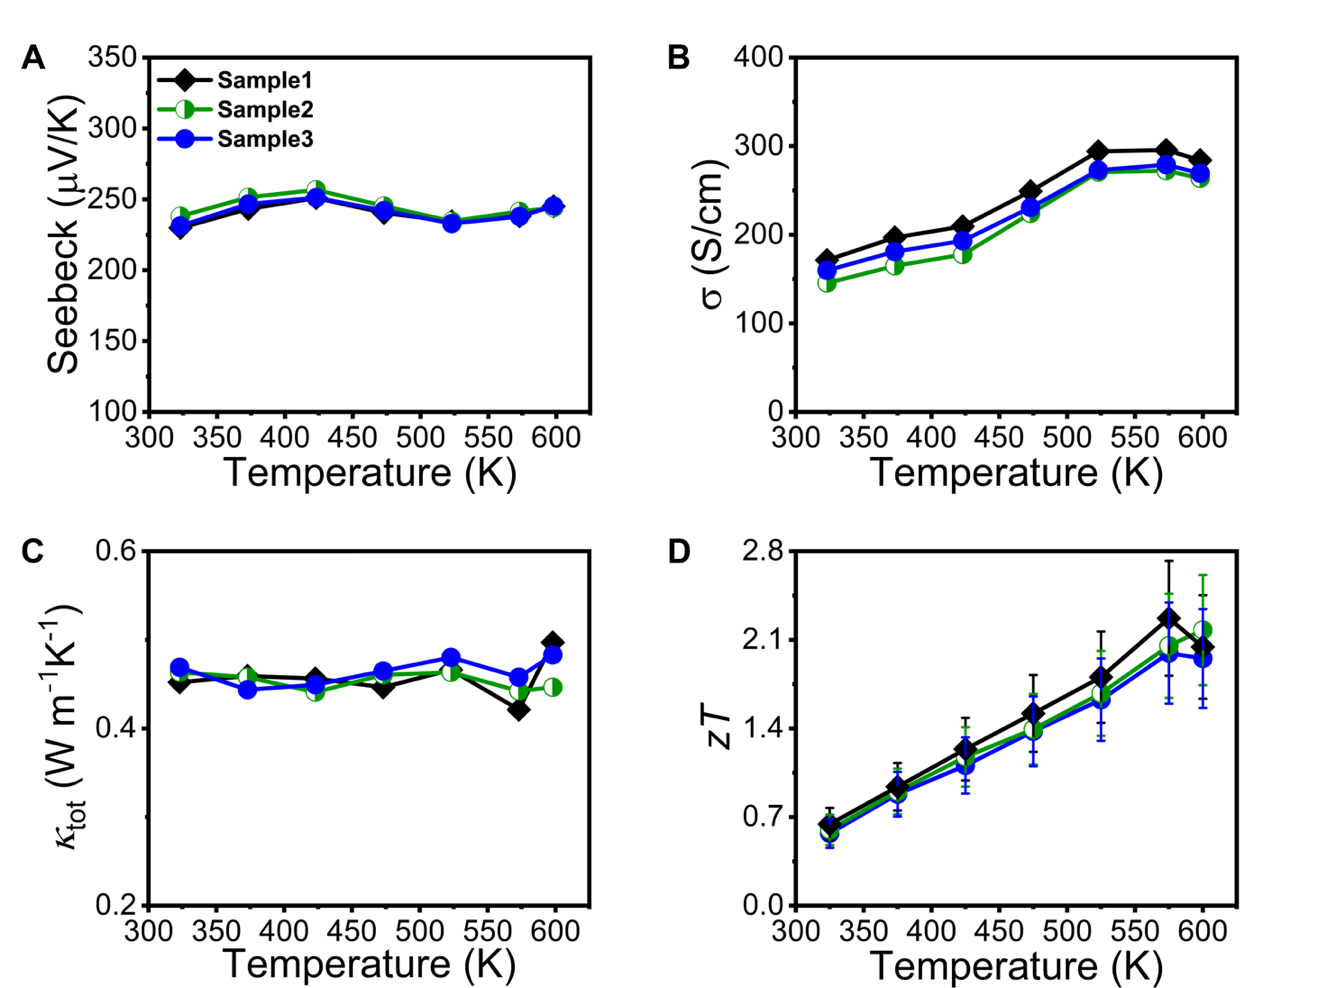 A
350
300
250
200
150
100
Seebeck (μV/K)
Sample1
Sample2
Sample3
300 350 400 450 500 550 600
Temperature (K)
B
400
300
200
100
0
σ (S/cm)
300 350 400 450 500 550 600
Temperature (K)
C
0.6
0.4
0.2
κtot (W m-1K-1)
300 350 400 450 500 550 600
Temperature (K)
D
2.8
2.1
1.4
0.7
0.0
zT
300 350 400 450 500 550 600
Temperature (K)